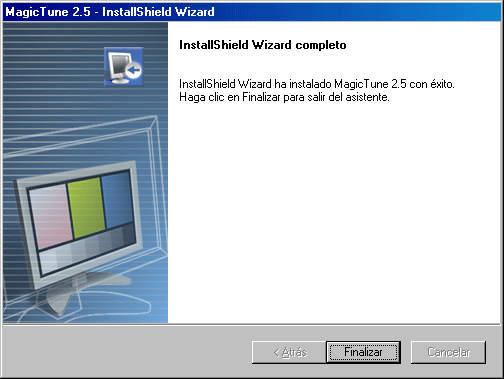 MagicTune 2.5 - InstallShield Wizard
InstallShield Wizard completo
InstallShield Wizard ha instalado MagicTune 2.5 con éxito.
Haga clic en Finalizar para salir del asistente.
< Atrás
Finalizar
Cancelar